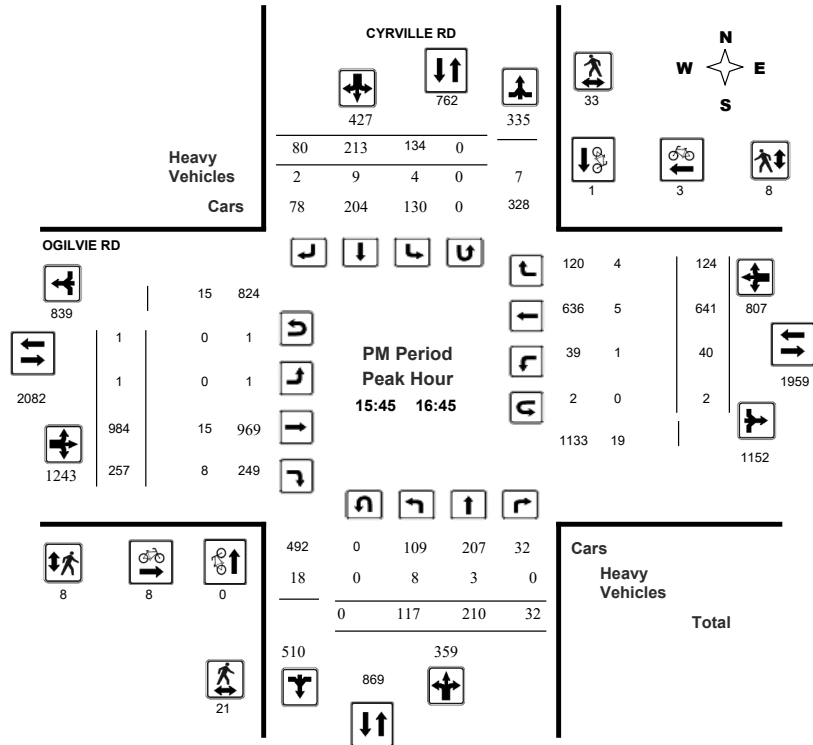 CYRVILLE RD
N
W E
S
762
33
427 335
80 213 134 0
Heavy
Vehicles
2 9 4 0 7
1 3 8
Cars 78 204 130 0 328
OGILVIE RD
120 4 124
839 15 824
636 5 641 807
1 0 1
PM Period
39 1 40
Peak Hour
1 0 1
1959
2082
15:45 16:45
2 0 2
984 15 969
1133 19
1152
1243 257 8 249
492 0 109 207 32 Cars
18 0 8 3 0 Heavy
Vehicles
8 8 0
0 117 210 32 Total
510 359
869
21